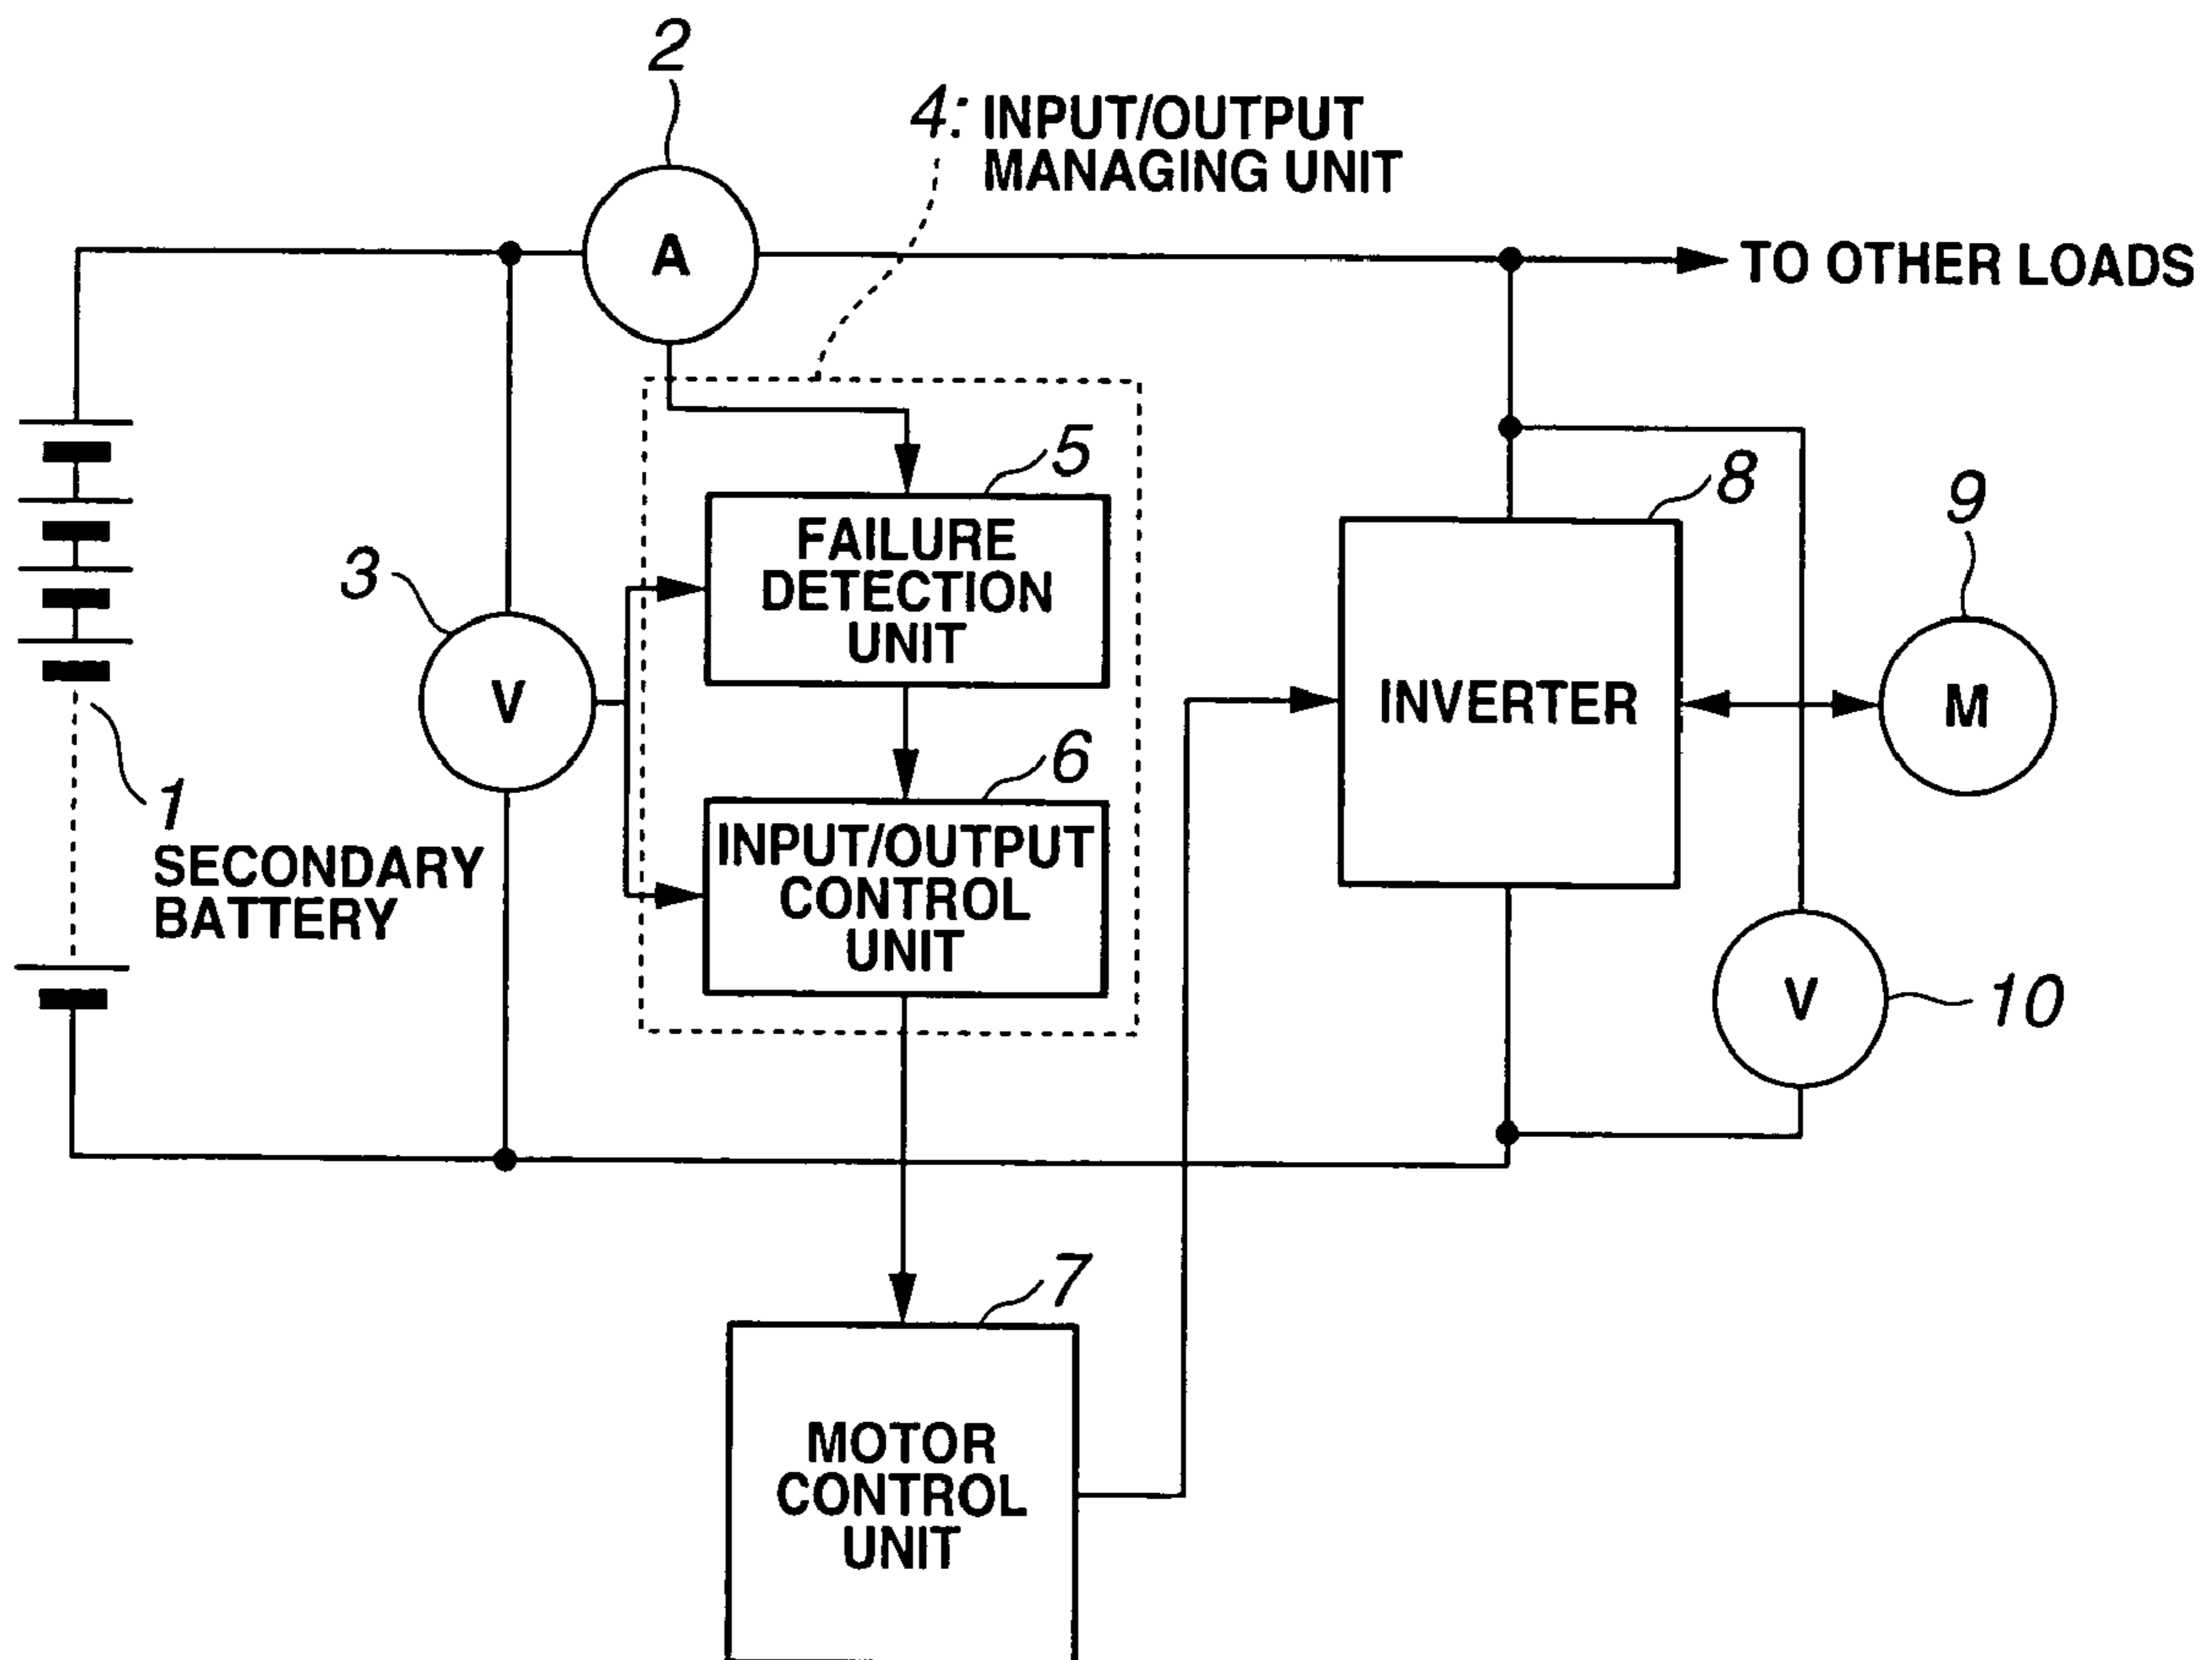 2
4: INPUT/OUTPUT
MANAGING UNIT
A
TO OTHER LOADS
5
FAILURE
DETECTION
UNIT
8
9
3
V
INVERTER
M
1
SECONDARY
BATTERY
6
INPUT/OUTPUT
CONTROL
UNIT
V
10
7
MOTOR
CONTROL
UNIT